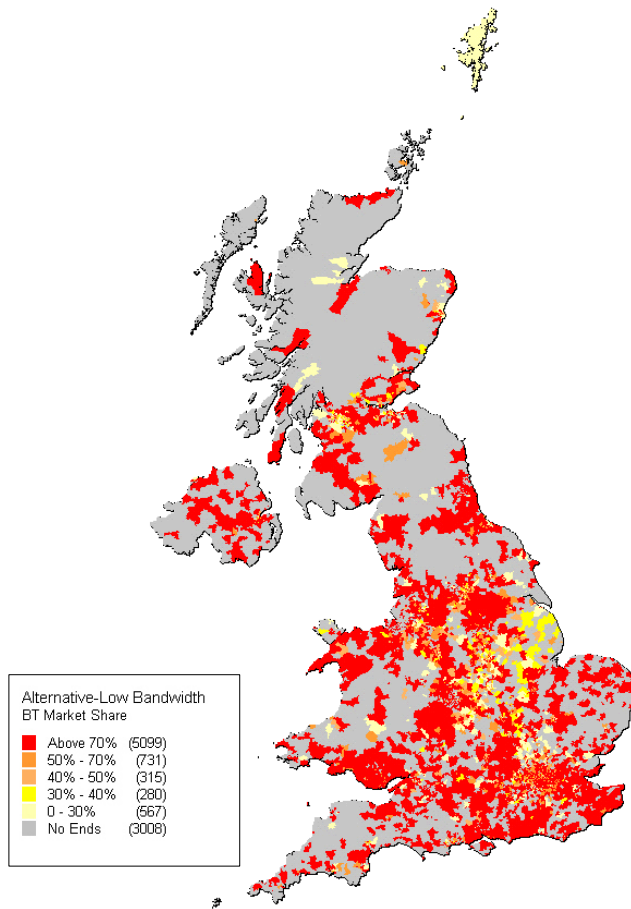 Alternative-Low Bandwidth
BT Market Share
Above 70% (5099)
50% - 70% (731)
40% - 50% (315)
30% - 40% (280)
0 - 30% (567)
No Ends (3008)